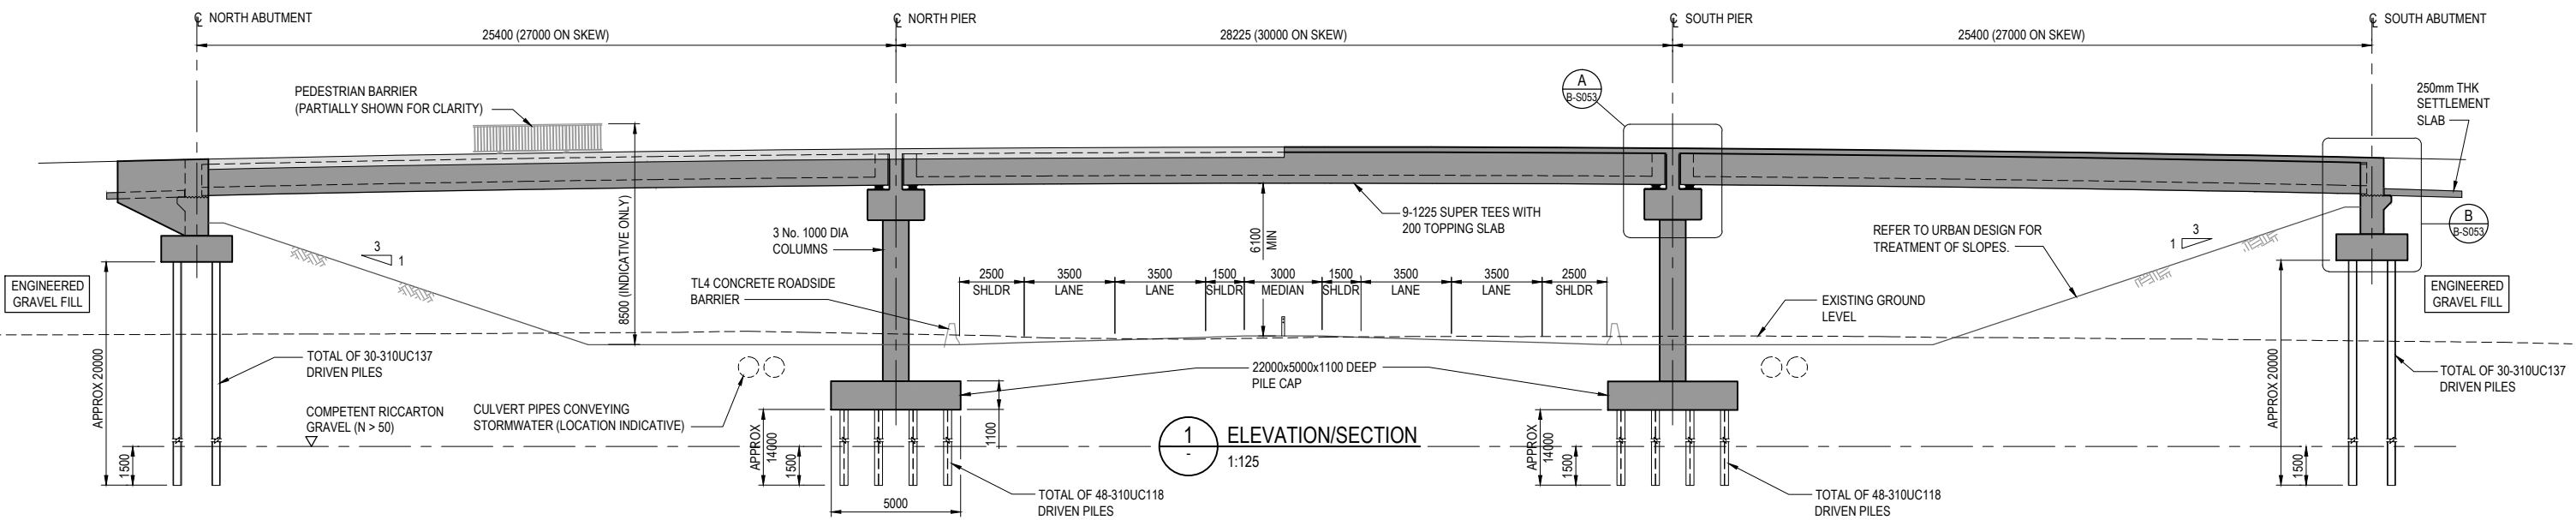 ℄ NORTH ABUTMENT
℄ NORTH PIER
℄ SOUTH PIER
℄ SOUTH ABUTMENT
25400 (27000 ON SKEW)
28225 (30000 ON SKEW)
25400 (27000 ON SKEW)
PEDESTRIAN BARRIER
(PARTIALLY SHOWN FOR CLARITY)
A
B-S053
250mm THK
SETTLEMENT
SLAB
8500 (INDICATIVE ONLY)
3 No. 1000 DIA
COLUMNS
6100
MIN
9-1225 SUPER TEES WITH
200 TOPPING SLAB
REFER TO URBAN DESIGN FOR
TREATMENT OF SLOPES.
B
B-S053
3
1
3
1
ENGINEERED
GRAVEL FILL
TL4 CONCRETE ROADSIDE
BARRIER
2500
SHLDR
3500
LANE
3500
LANE
1500
SHLDR
3000
MEDIAN
1500
SHLDR
3500
LANE
3500
LANE
2500
SHLDR
EXISTING GROUND
LEVEL
ENGINEERED
GRAVEL FILL
APPROX 20000
TOTAL OF 30-310UC137
DRIVEN PILES
22000x5000x1100 DEEP
PILE CAP
APPROX 20000
TOTAL OF 30-310UC137
DRIVEN PILES
COMPETENT RICCARTON
GRAVEL (N > 50)
CULVERT PIPES CONVEYING
STORMWATER (LOCATION INDICATIVE)
1500
APPROX
14000
1500
1100
1
-
ELEVATION/SECTION
1:125
APPROX
14000
1500
1500
5000
TOTAL OF 48-310UC118
DRIVEN PILES
TOTAL OF 48-310UC118
DRIVEN PILES